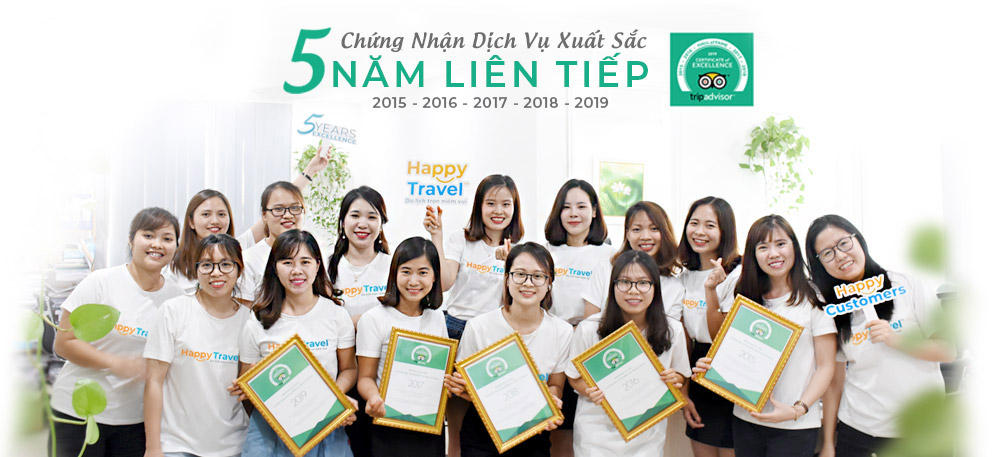 Chứng Nhận Dịch Vụ Xuất Sắc
5 NĂM LIÊN TIẾP
2015 - 2016 - 2017 - 2018 - 2019
2019
CERTIFICATE of
EXCELLENCE
tripadvisor
5 YEARS
EXCELLENCE
Happy
Travel
Du lịch trọn niềm vui
HappyTravel
HappyTravel
HappyTravel
HappyTravel
HappyTravel
Happy
Customers
2019
2017
2018
2016
2015